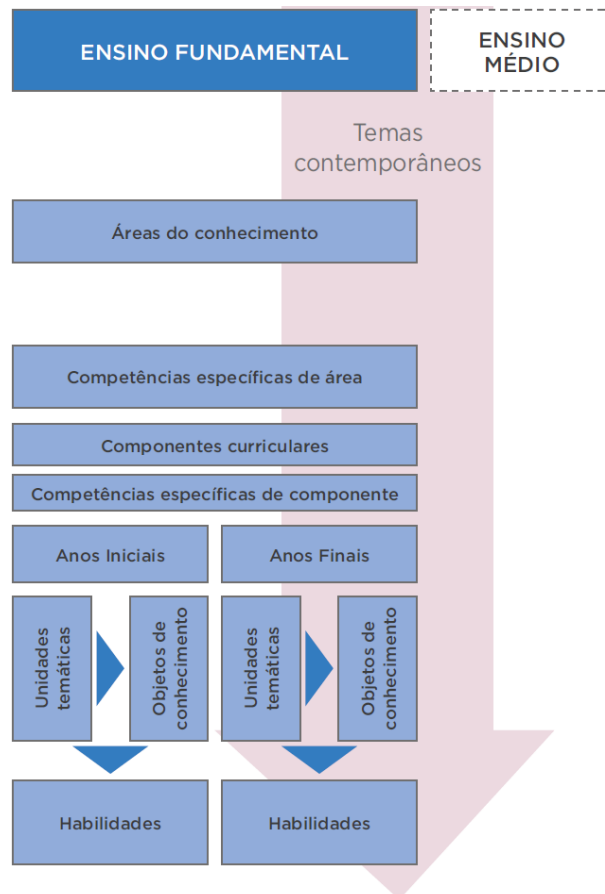 ENSINO FUNDAMENTAL
ENSINO
MÉDIO
Temas
contemporâneos
Áreas do conhecimento
Competências específicas de área
Componentes curriculares
Competências específicas de componente
Anos Iniciais
Anos Finais
Unidades
temáticas
Objetos de
conhecimento
Unidades
temáticas
Objetos de
conhecimento
Habilidades
Habilidades